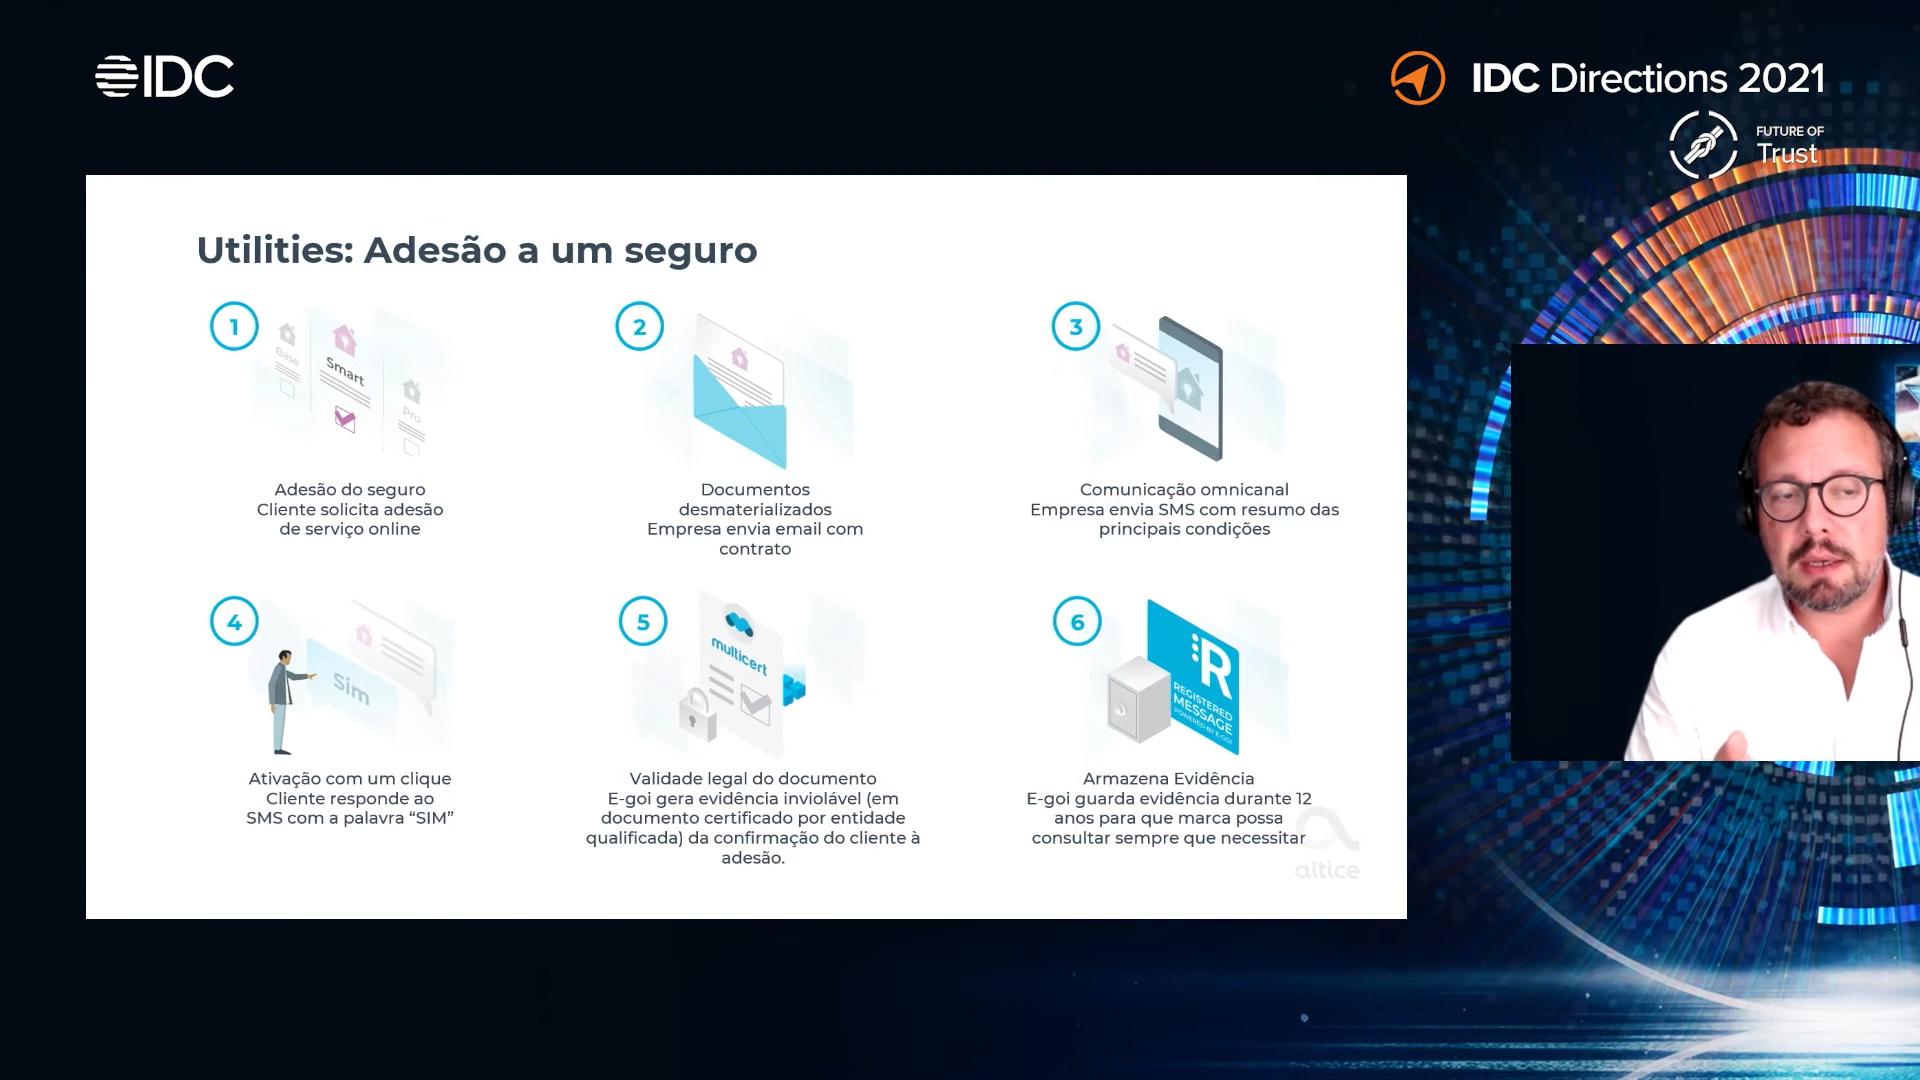 IDC
IDC Directions 2021
FUTURE OF
Trust
Utilities: Adesão a um seguro
1
Base
Smart
Pro
Adesão do seguro
Cliente solicita adesão
de serviço online
2
Documentos
desmaterializados
Empresa envia email com
contrato
3
Comunicação omnicanal
Empresa envia SMS com resumo das
principais condições
4
Sim
Ativação com um clique
Cliente responde ao
SMS com a palavra “SIM”
5
multicert
Validade legal do documento
E-goi gera evidência inviolável (em
documento certificado por entidade
qualificada) da confirmação do cliente à
adesão.
6
:R
REGISTERED
MESSAGE
POWERED BY E-GOI
Armazena Evidência
E-goi guarda evidência durante 12
anos para que marca possa
consultar sempre que necessitar
altice